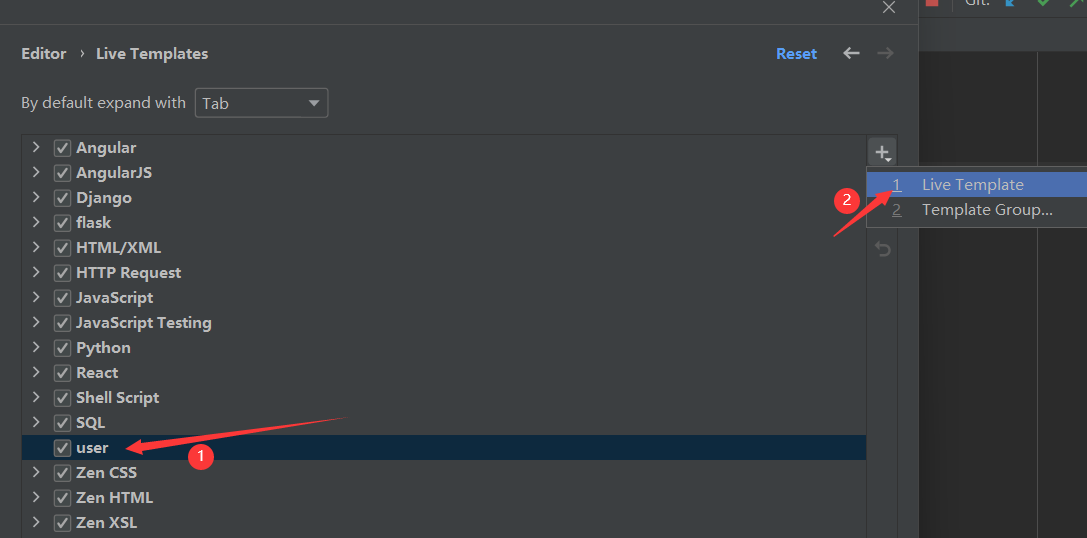 Git:
Editor › Live Templates
Reset
By default expand with Tab
Angular
AngularJS
Django
flask
HTML/XML
HTTP Request
JavaScript
JavaScript Testing
Python
React
Shell Script
SQL
user
Zen CSS
Zen HTML
Zen XSL
1 Live Template
2 Template Group...
2
1